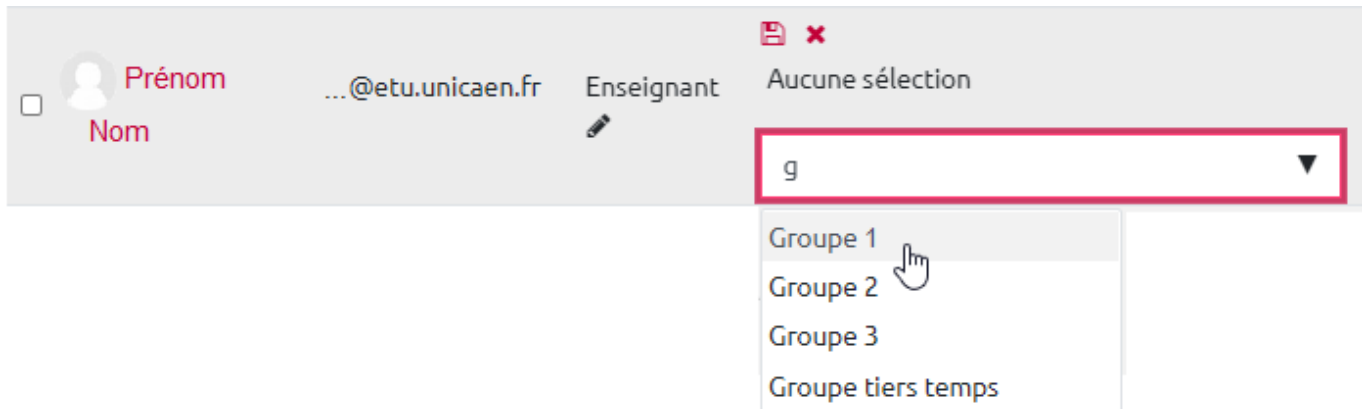 Prénom
Nom
...@etu.unicaen.fr
Enseignant
Aucune sélection
g
Groupe 1
Groupe 2
Groupe 3
Groupe tiers temps